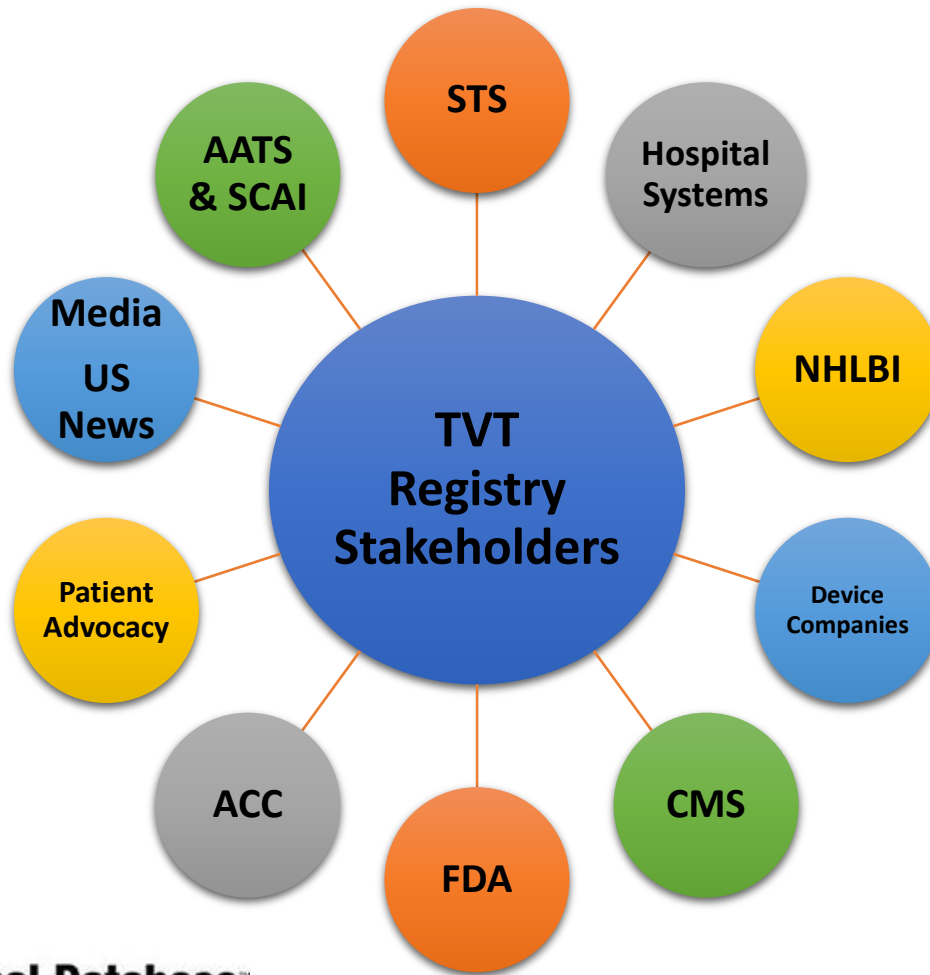 STS
AATS
& SCAI
Hospital
Systems
Media
US
News
NHLBI
TVT
Registry
Stakeholders
Patient
Advocacy
Device
Companies
ACC
CMS
FDA